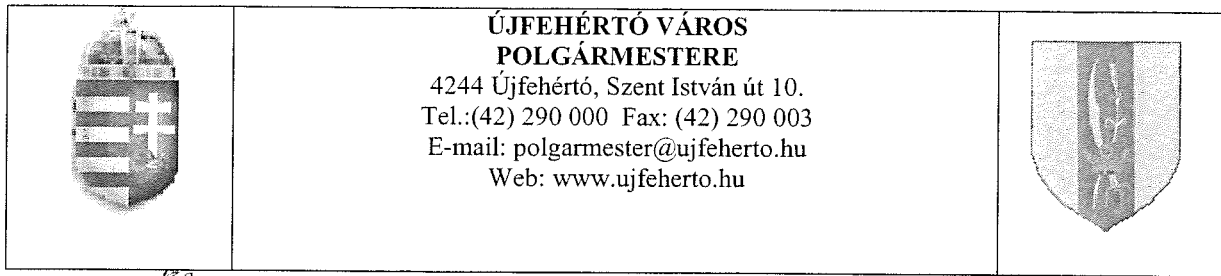 ÚJFEHÉRTÓ VÁROS
POLGÁRMESTERE
4244 Újfehértó, Szent István út 10.
Tel.:(42) 290 000 Fax: (42) 290 003
E-mail: polgarmester@ujfeherto.hu
Web: www.ujfeherto.hu